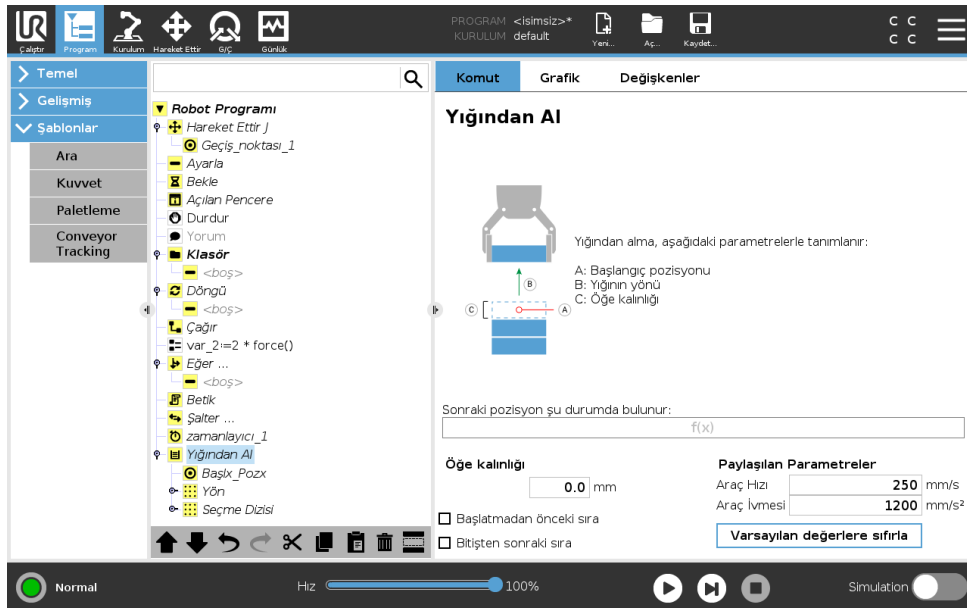 UR
PROGRAM <isimsiz>*
KURULUM default
Çalıştır
Program
Kurulum
Hareket Ettir
G/Ç
Günlük
Yeni...
Aç...
Kaydet...
C C
C C
Temel
Gelişmiş
Şablonlar
Ara
Kuvvet
Paletleme
Conveyor
Tracking
Robot Programı
Hareket Ettir J
Geçiş_noktası_1
Ayarla
Bekle
Açılan Pencere
Durdur
Yorum
Klasör
<boş>
Döngü
<boş>
Çağır
var_2:=2 * force()
Eğer ...
<boş>
Betik
Şalter ...
zamanlayıcı_1
Yığından Al
Başlx_Pozx
Yön
Seçme Dizisi
Komut
Grafik
Değişkenler
Yığından Al
B
C
A
Yığından alma, aşağıdaki parametrelerle tanımlanır:
A: Başlangıç pozisyonu
B: Yığının yönü
C: Öğe kalınlığı
Sonraki pozisyon şu durumda bulunur:
f(x)
Öğe kalınlığı
0.0 mm
Başlatmadan önceki sıra
Bitişten sonraki sıra
Paylaşılan Parametreler
Araç Hızı 250 mm/s
Araç İvmesi 1200 mm/s²
Varsayılan değerlere sıfırla
Normal
Hız
100%
Simulation